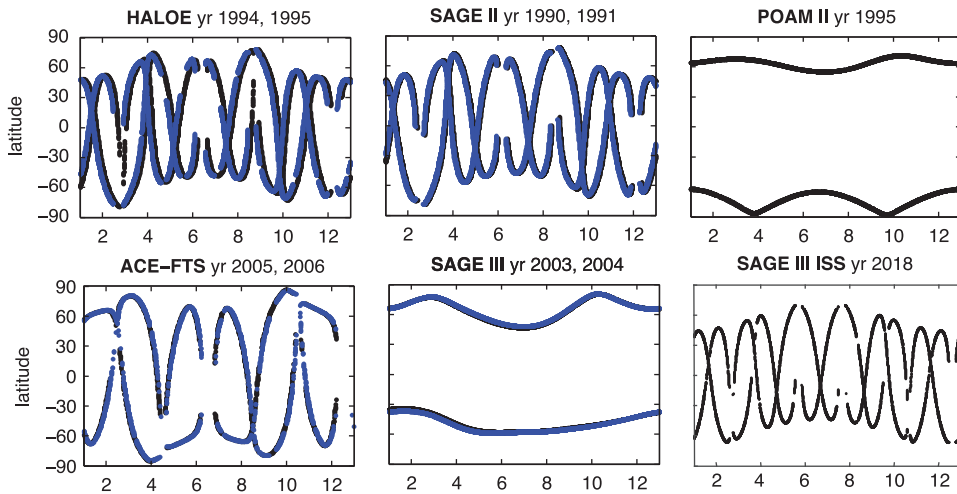 HALOE yr 1994, 1995
SAGE II yr 1990, 1991
POAM II yr 1995
latitude
90
60
30
0
−30
−60
−90
2 4 6 8 10 12
2 4 6 8 10 12
2 4 6 8 10 12
ACE−FTS yr 2005, 2006
SAGE III yr 2003, 2004
SAGE III ISS yr 2018
latitude
90
60
30
0
−30
−60
−90
2 4 6 8 10 12
2 4 6 8 10 12
2 4 6 8 10 12